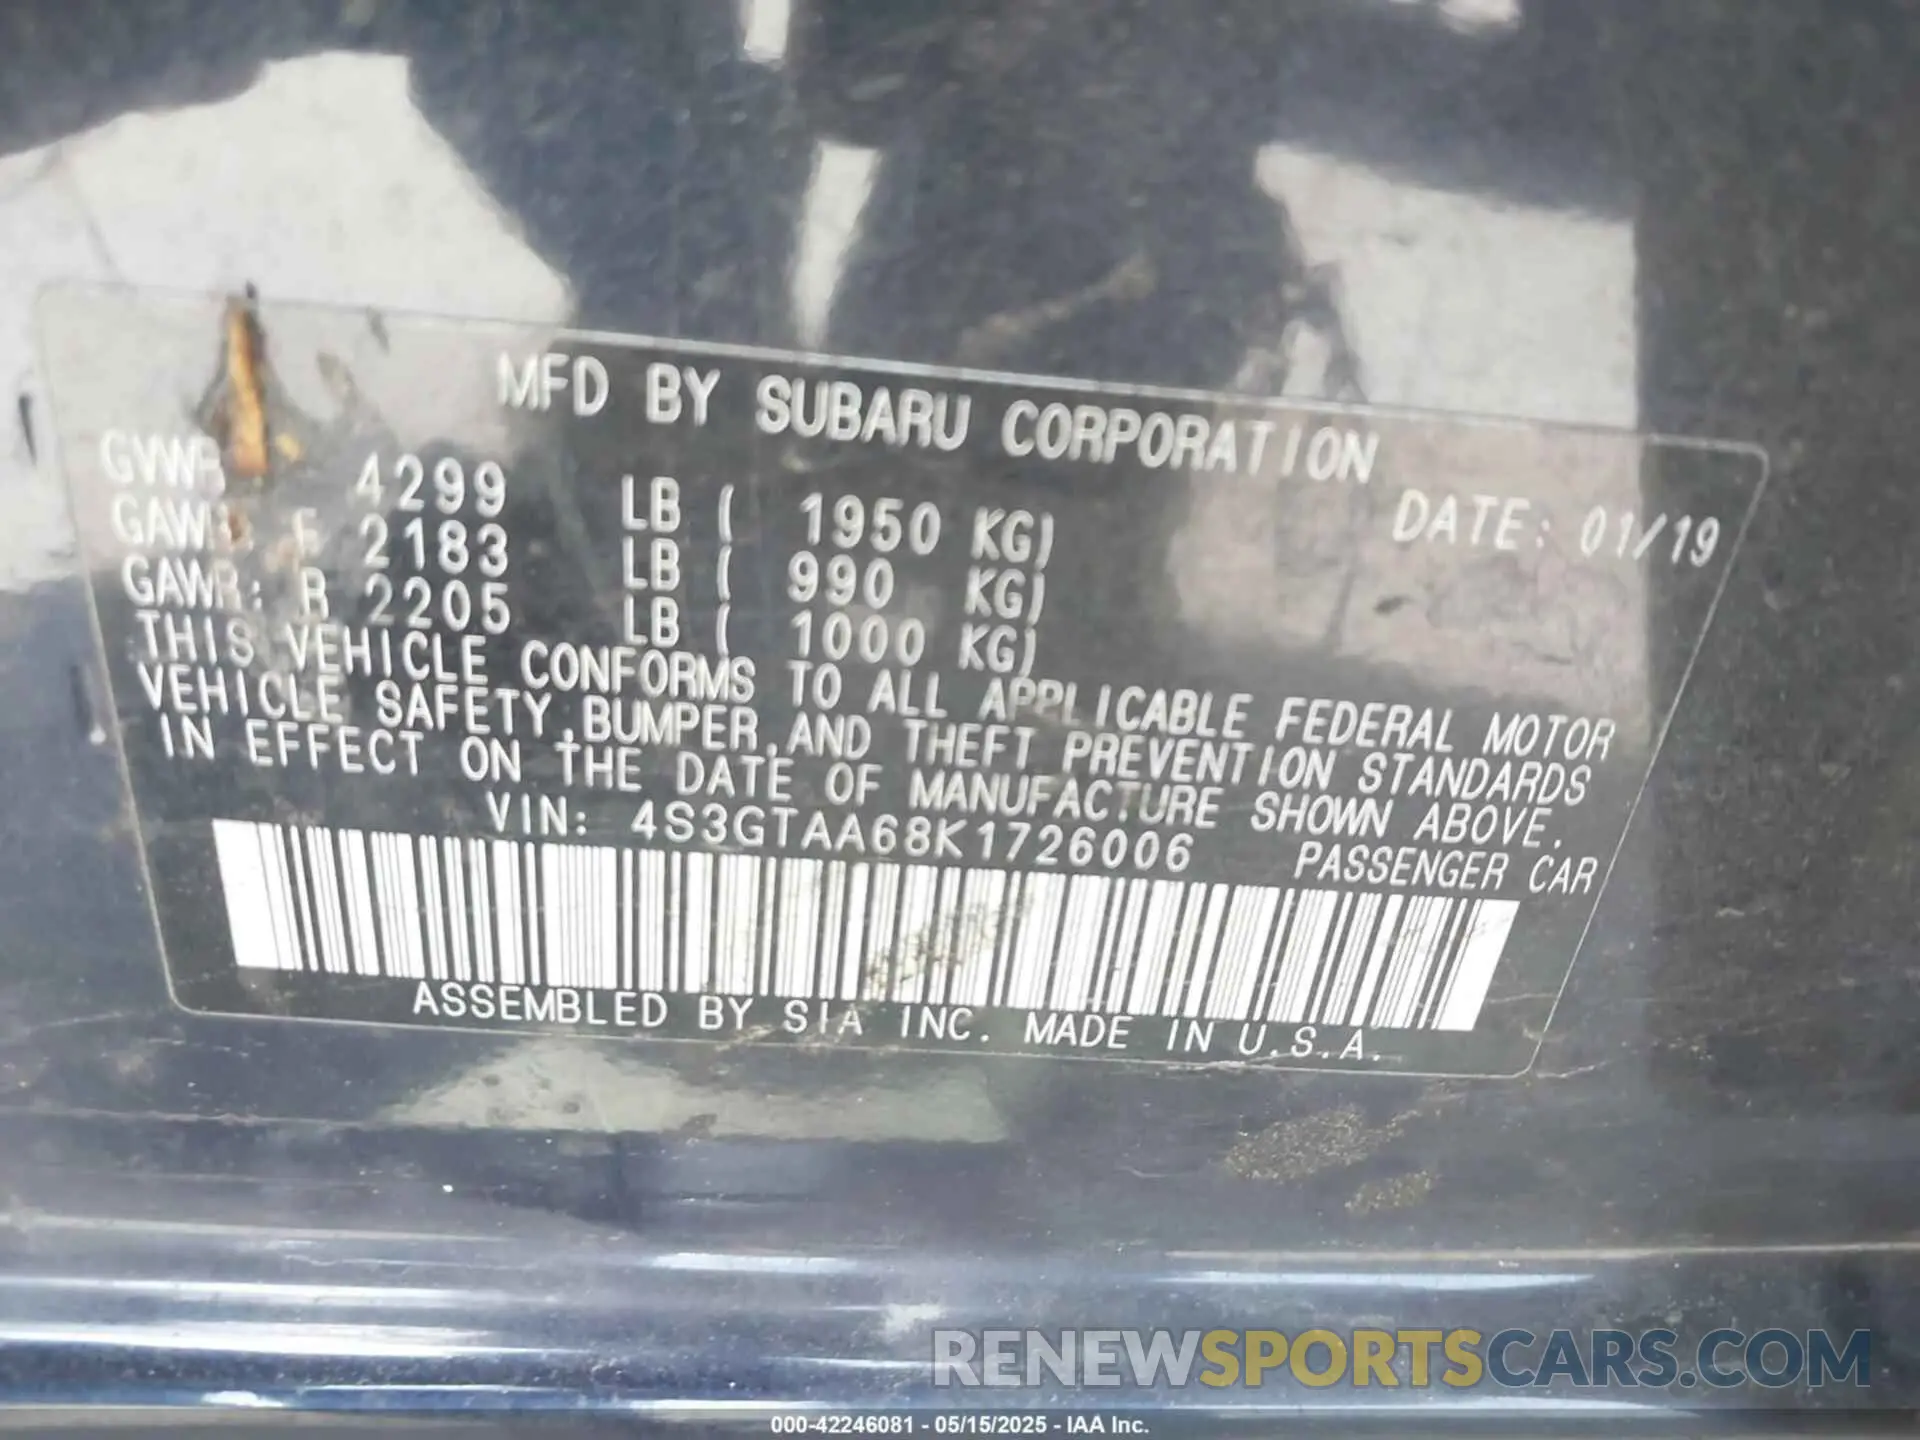 MFD BY SUBARU CORPORATION
GVWR 4299 LB ( 1950 KG) DATE: 01/19
GAWR F 2183 LB ( 990 KG)
GAWR: R 2205 LB ( 1000 KG)
THIS VEHICLE CONFORMS TO ALL APPLICABLE FEDERAL MOTOR
VEHICLE SAFETY,BUMPER,AND THEFT PREVENTION STANDARDS
IN EFFECT ON THE DATE OF MANUFACTURE SHOWN ABOVE.
VIN: 4S3GTAA68K1726006 PASSENGER CAR
ASSEMBLED BY SIA INC. MADE IN U.S.A.
RENEWSPORTSCARS.COM
000-42246081 - 05/15/2025 - IAA Inc.